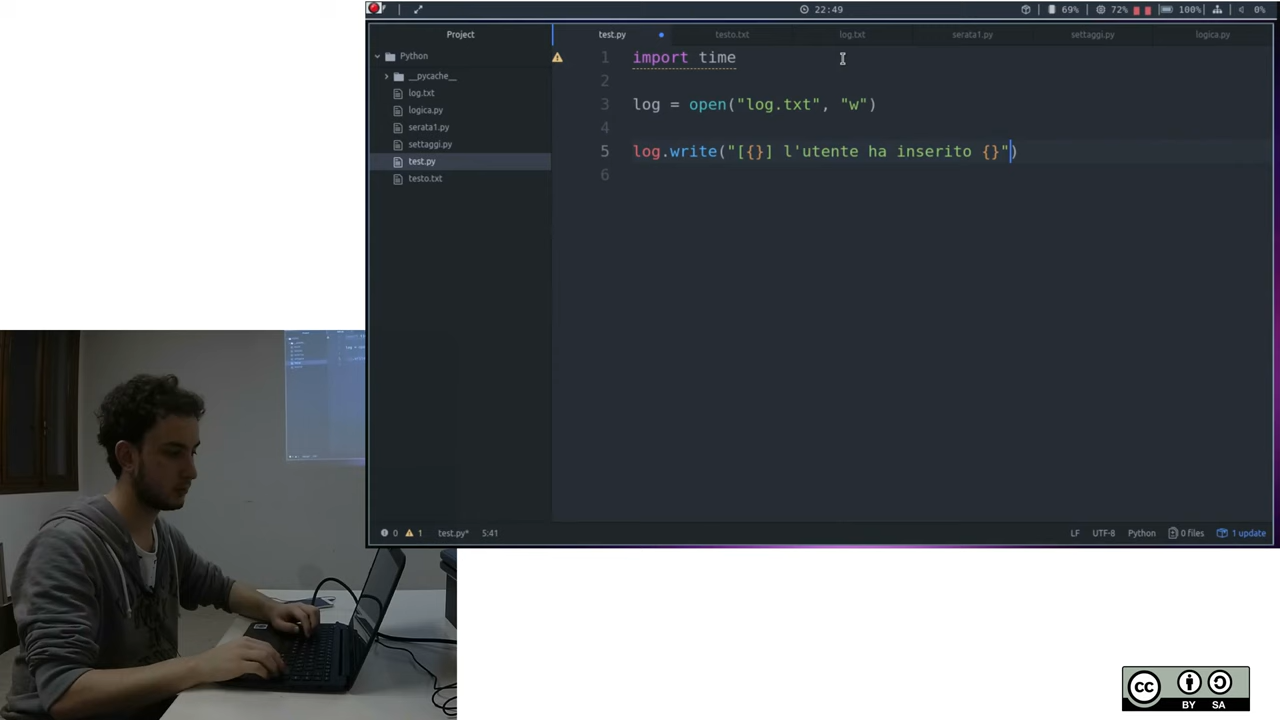 22:49
69%
72%
100%
0%
Project
test.py
testo.txt
log.txt
serata1.py
settaggi.py
logica.py
Python
__pycache__
log.txt
logica.py
serata1.py
settaggi.py
test.py
testo.txt
1 import time
2
3 log = open("log.txt", "w")
4
5 log.write("[{}] l'utente ha inserito {}")
6
0 1 test.py* 5:41
LF UTF-8 Python 0 files 1 update
cc
BY SA